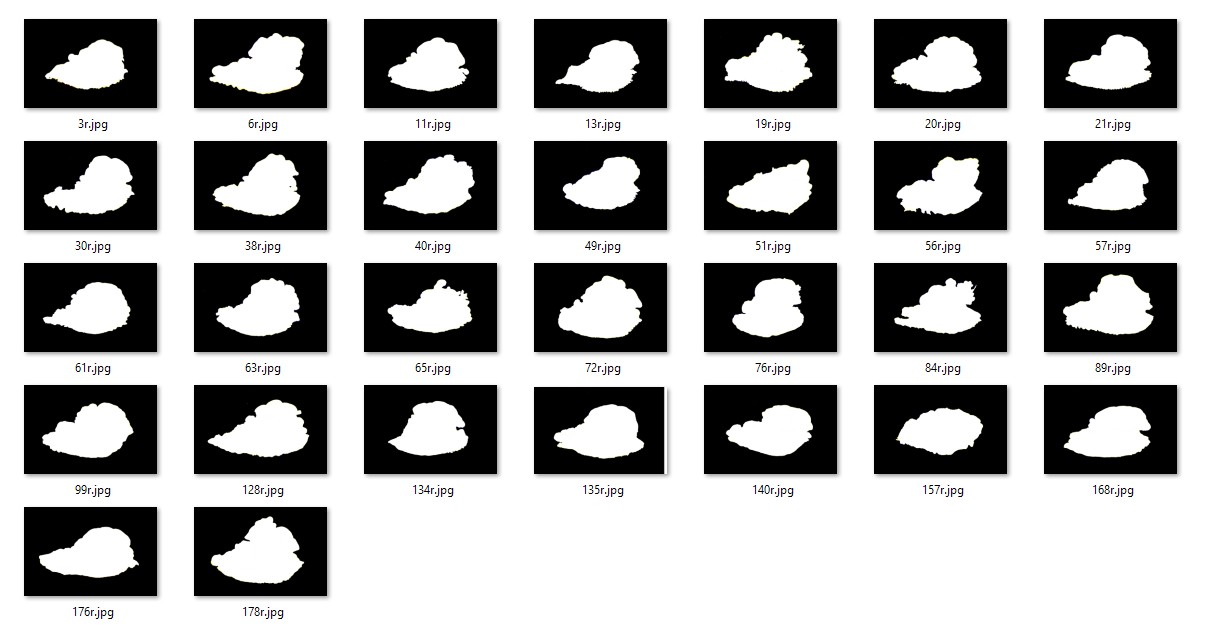 3r.jpg 6r.jpg 11r.jpg 13r.jpg 19r.jpg 20r.jpg 21r.jpg
30r.jpg 38r.jpg 40r.jpg 49r.jpg 51r.jpg 56r.jpg 57r.jpg
61r.jpg 63r.jpg 65r.jpg 72r.jpg 76r.jpg 84r.jpg 89r.jpg
99r.jpg 128r.jpg 134r.jpg 135r.jpg 140r.jpg 157r.jpg 168r.jpg
176r.jpg 178r.jpg